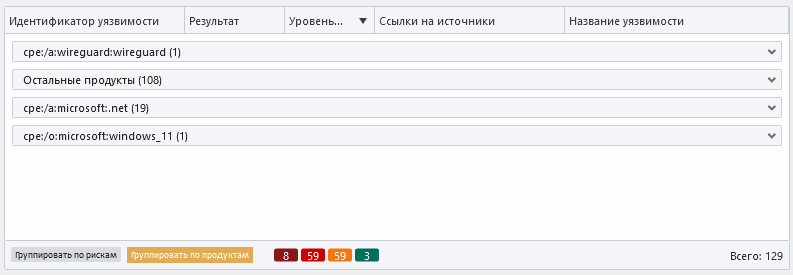 Идентификатор уязвимости Результат Уровень... Ссылки на источники Название уязвимости
cpe:/a:wireguard:wireguard (1)
Остальные продукты (108)
cpe:/a:microsoft:.net (19)
cpe:/o:microsoft:windows_11 (1)
Группировать по рискам Группировать по продуктам 8 59 59 3 Всего: 129